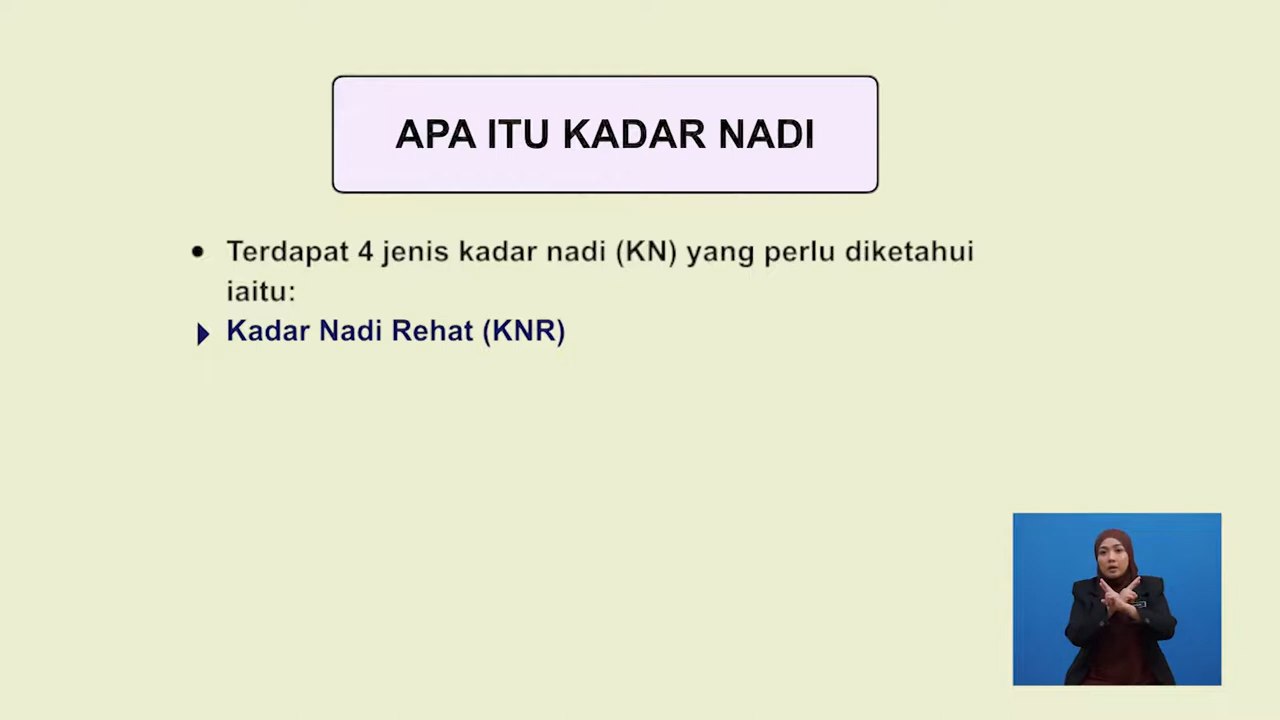 APA ITU KADAR NADI
• Terdapat 4 jenis kadar nadi (KN) yang perlu diketahui
iaitu:
Kadar Nadi Rehat (KNR)